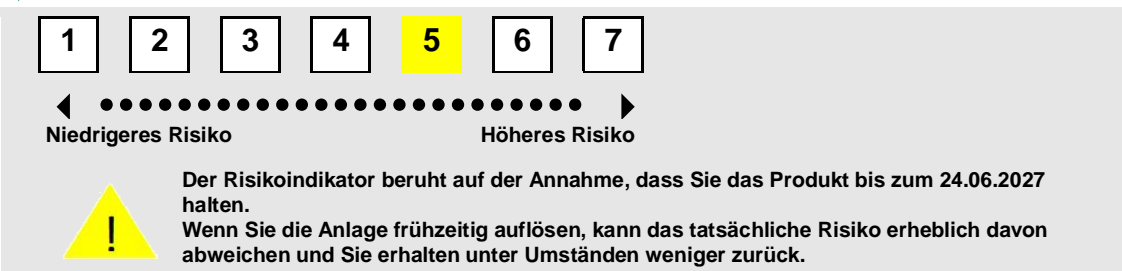 1 2 3 4 5 6 7
Niedrigeres Risiko Höheres Risiko
Der Risikoindikator beruht auf der Annahme, dass Sie das Produkt bis zum 24.06.2027
halten.
! Wenn Sie die Anlage frühzeitig auflösen, kann das tatsächliche Risiko erheblich davon
abweichen und Sie erhalten unter Umständen weniger zurück.